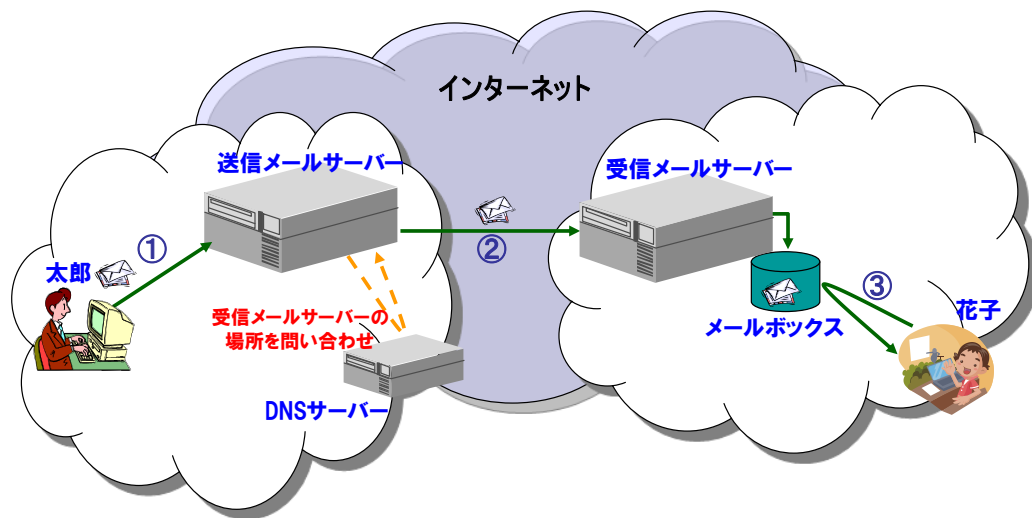 インターネット
送信メールサーバー
受信メールサーバー
①
②
太郎
③
花子
メールボックス
受信メールサーバーの
場所を問い合わせ
DNSサーバー